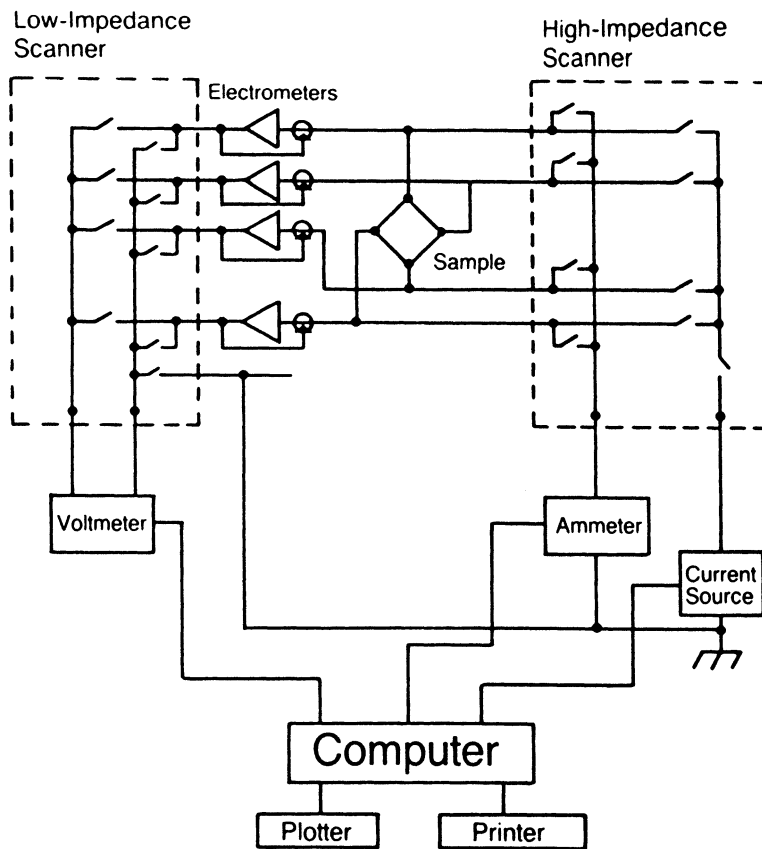 Low-Impedance
Scanner
High-Impedance
Scanner
Electrometers
Sample
Voltmeter
Ammeter
Current
Source
Computer
Plotter
Printer